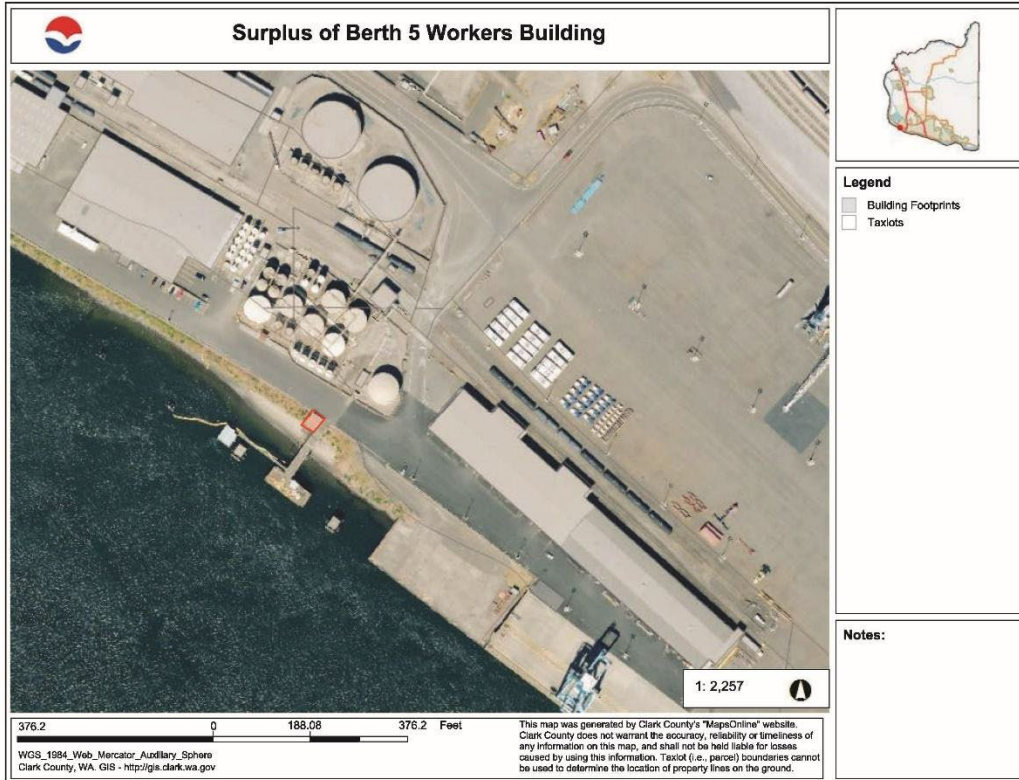 Surplus of Berth 5 Workers Building
Legend
Building Footprints
Taxlots
Notes:
1: 2,257
376.2 0 188.08 376.2 Feet
WGS_1984_Web_Mercator_Auxiliary_Sphere
Clark County, WA. GIS - http://gis.clark.wa.gov
This map was generated by Clark County's "MapsOnline" website.
Clark County does not warrant the accuracy, reliability or timeliness of
any information on this map, and shall not be held liable for losses
caused by using this information. Taxlot (i.e., parcel) boundaries cannot
be used to determine the location of property lines on the ground.